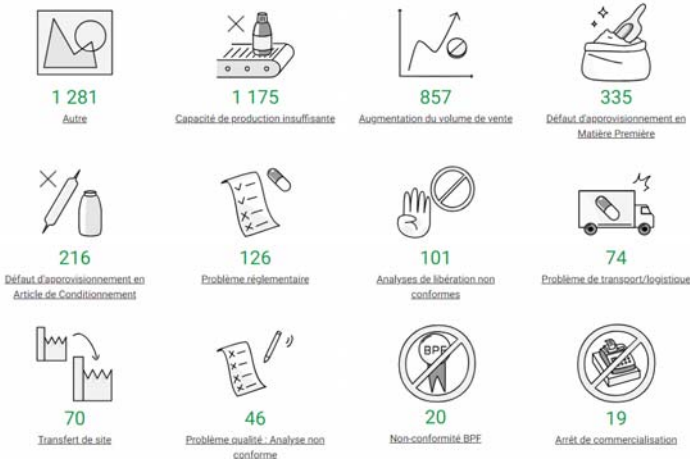 1 281
Autre
1 175
Capacité de production insuffisante
857
Augmentation du volume de vente
335
Défaut d'approvisionnement en
Matière Première
216
Défaut d'approvisionnement en
Article de Conditionnement
126
Problème réglementaire
101
Analyses de libération non
conformes
74
Problème de transport/logistique
70
Transfert de site
46
Problème qualité : Analyse non
conforme
BPF
20
Non-conformité BPF
19
Arrêt de commercialisation